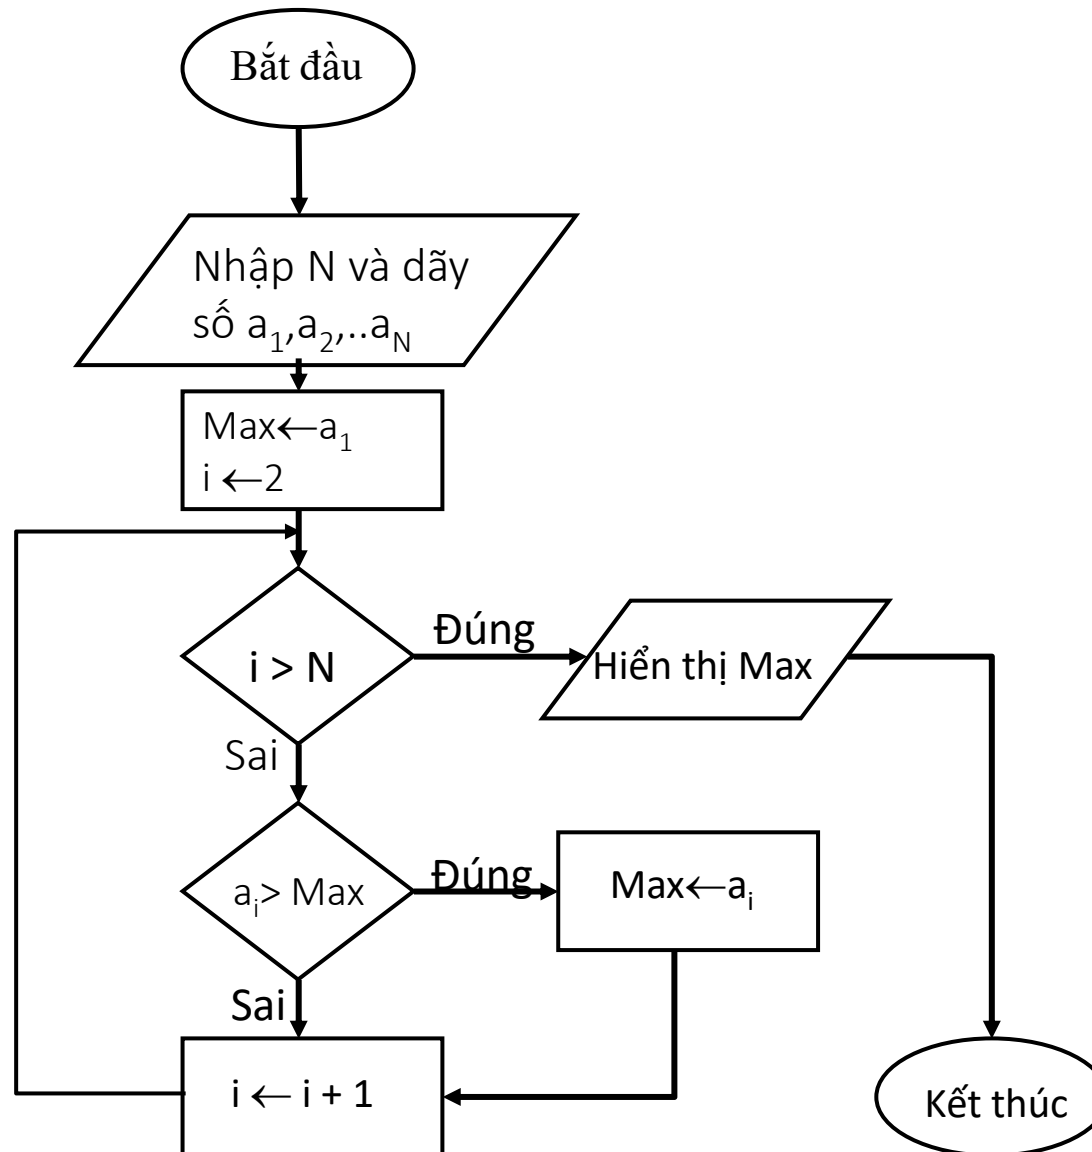 Bắt đầu
Nhập N và dãy
số a₁,a₂,..a_N
Max←a₁
i ←2
i > N
Đúng
Hiển thị Max
Sai
aᵢ> Max
Đúng
Max←aᵢ
Sai
i ← i + 1
Kết thúc